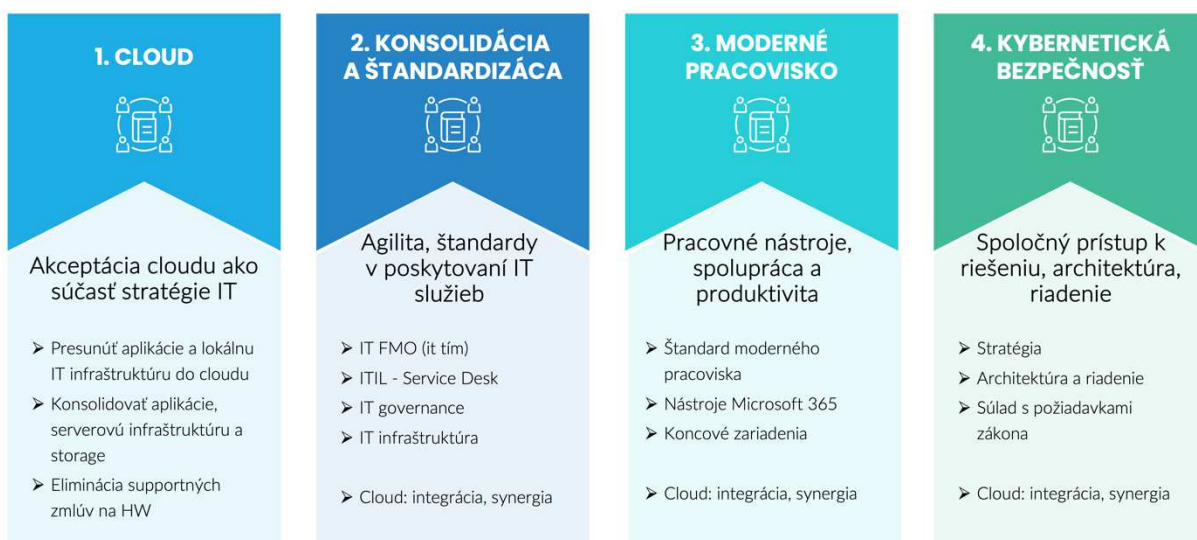 1. CLOUD
Akceptácia cloudu ako
súčasť stratégie IT
➢ Presunúť aplikácie a lokálnu
IT infraštruktúru do cloudu
➢ Konsolidovať aplikácie,
serverovú infraštruktúru a
storage
➢ Eliminácia supportných
zmlúv na HW
2. KONSOLIDÁCIA
A ŠTANDARDIZÁCA
Agilita, štandardy
v poskytovaní IT
služieb
➢ IT FMO (it tím)
➢ ITIL - Service Desk
➢ IT governance
➢ IT infraštruktúra
➢ Cloud: integrácia, synergia
3. MODERNÉ
PRACOVISKO
Pracovné nástroje,
spolupráca a
produktivita
➢ Štandard moderného
pracoviska
➢ Nástroje Microsoft 365
➢ Koncové zariadenia
➢ Cloud: integrácia, synergia
4. KYBERNETICKÁ
BEZPEČNOSŤ
Spoločný prístup k
riešeniu, architektúra,
riadenie
➢ Stratégia
➢ Architektúra a riadenie
➢ Súlad s požiadavkami
zákona
➢ Cloud: integrácia, synergia